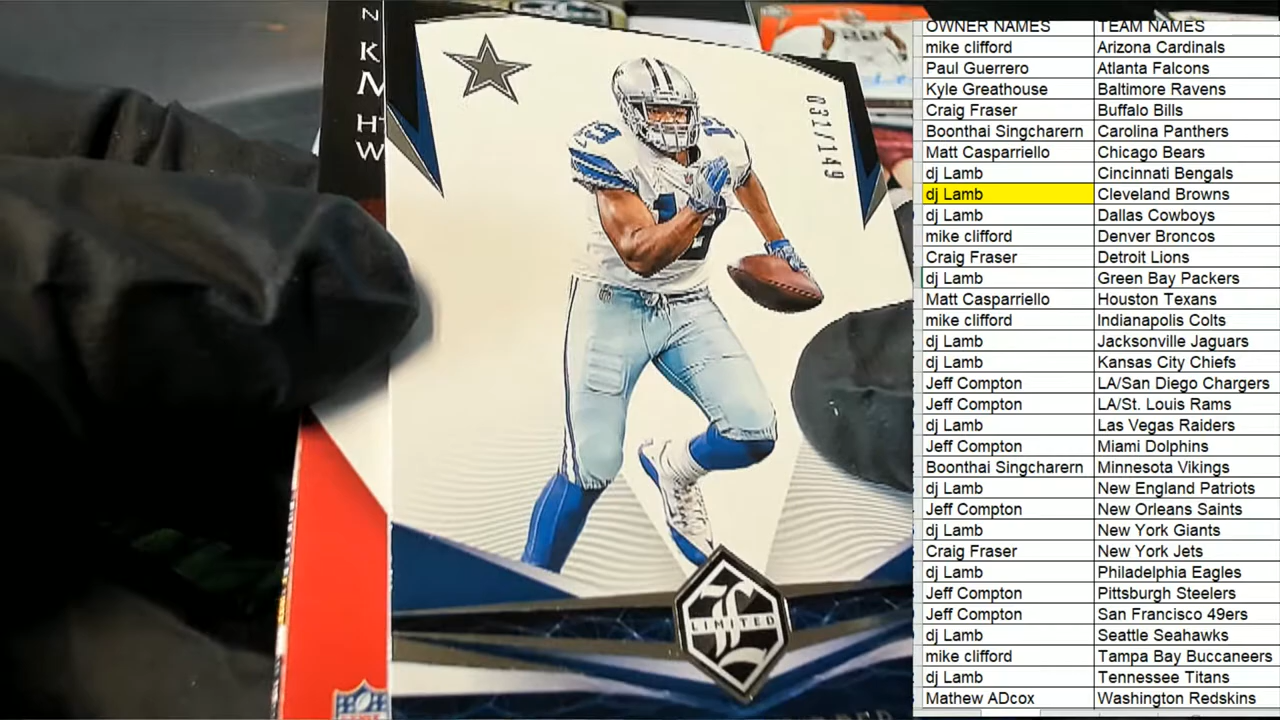 N
K
M
HT
W
031/149
13
13
LIMITED
NFL
OWNER NAMES TEAM NAMES
mike clifford Arizona Cardinals
Paul Guerrero Atlanta Falcons
Kyle Greathouse Baltimore Ravens
Craig Fraser Buffalo Bills
Boonthai Singcharern Carolina Panthers
Matt Casparriello Chicago Bears
dj Lamb Cincinnati Bengals
dj Lamb Cleveland Browns
dj Lamb Dallas Cowboys
mike clifford Denver Broncos
Craig Fraser Detroit Lions
dj Lamb Green Bay Packers
Matt Casparriello Houston Texans
mike clifford Indianapolis Colts
dj Lamb Jacksonville Jaguars
dj Lamb Kansas City Chiefs
Jeff Compton LA/San Diego Chargers
Jeff Compton LA/St. Louis Rams
dj Lamb Las Vegas Raiders
Jeff Compton Miami Dolphins
Boonthai Singcharern Minnesota Vikings
dj Lamb New England Patriots
Jeff Compton New Orleans Saints
dj Lamb New York Giants
Craig Fraser New York Jets
dj Lamb Philadelphia Eagles
Jeff Compton Pittsburgh Steelers
Jeff Compton San Francisco 49ers
dj Lamb Seattle Seahawks
mike clifford Tampa Bay Buccaneers
dj Lamb Tennessee Titans
Mathew ADcox Washington Redskins